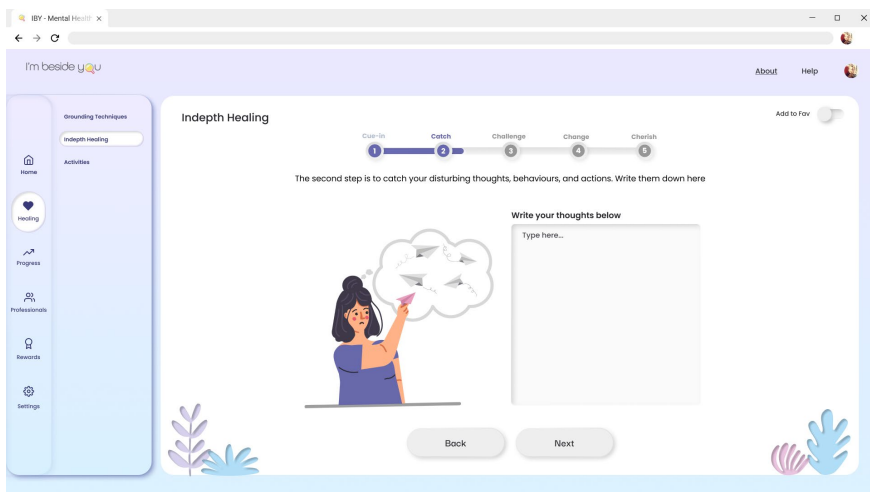 IBY - Mental Health
I'm beside you
About
Help
Grounding Techniques
Indepth Healing
Activities
Home
Healing
Progress
Professionals
Rewards
Settings
Indepth Healing
Add to Fav
Cue-in
Catch
Challenge
Change
Cherish
1
2
3
4
5
The second step is to catch your disturbing thoughts, behaviours, and actions. Write them down here
Write your thoughts below
Type here...
Back
Next